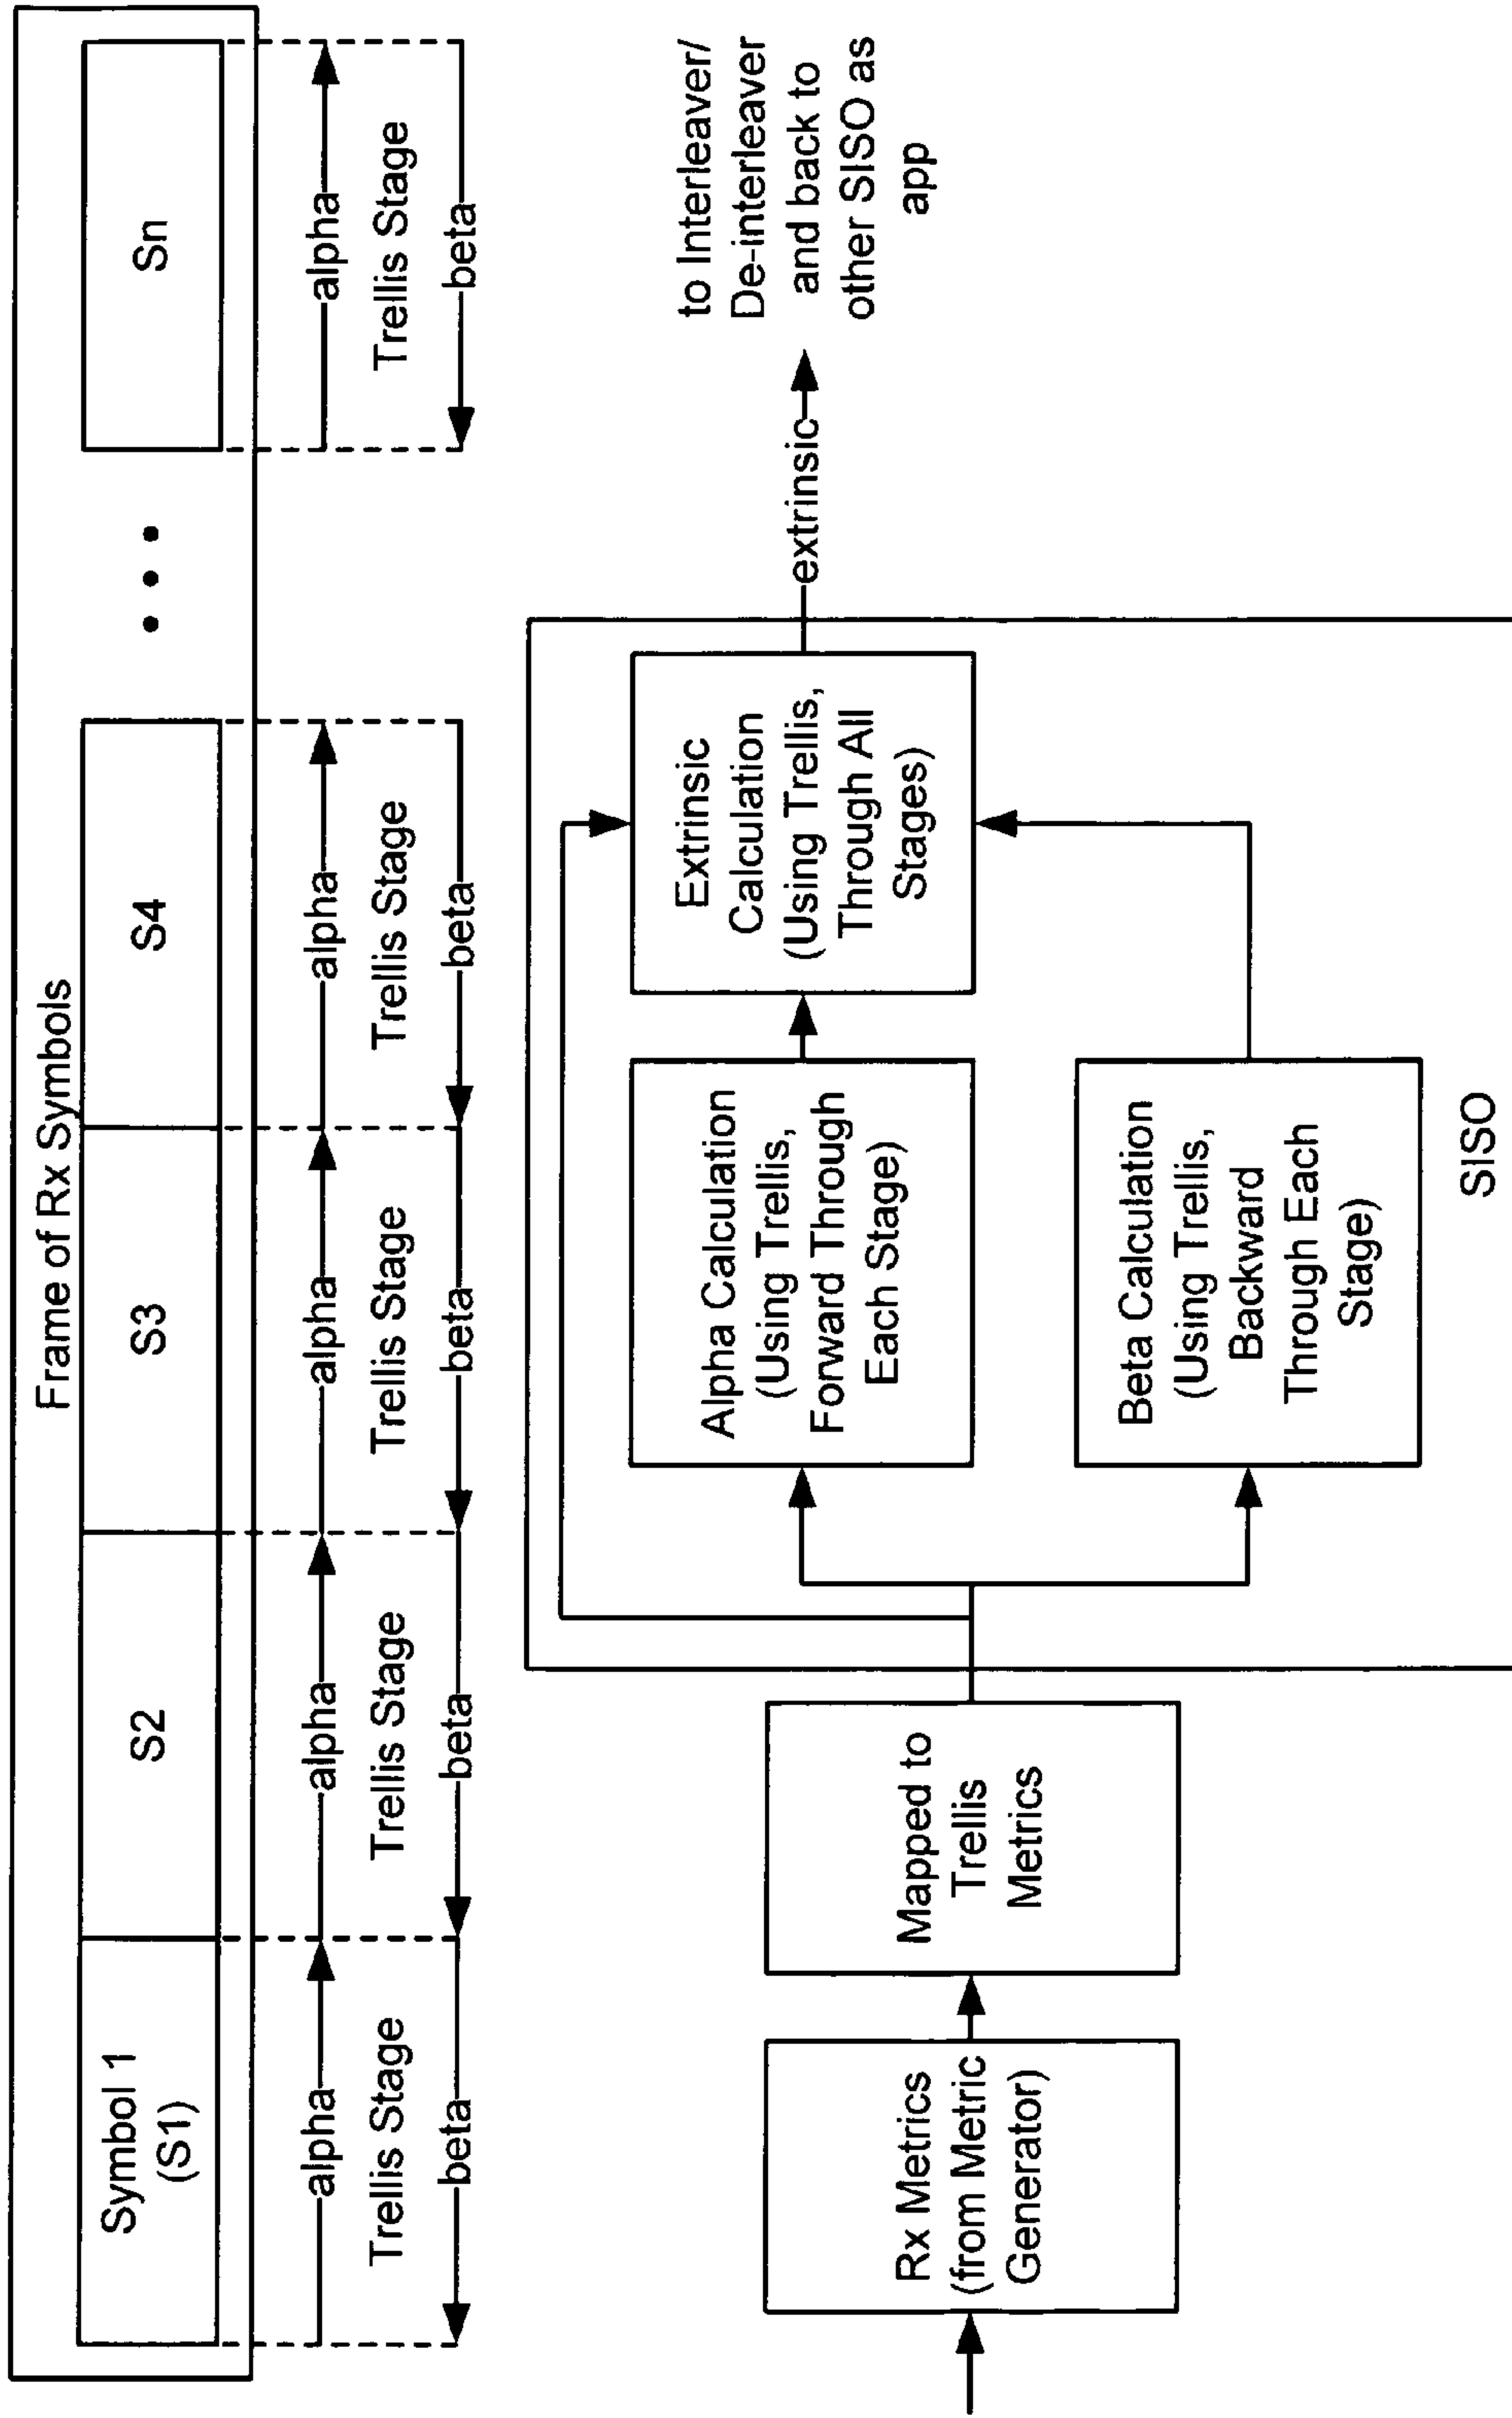 Frame of Rx Symbols
Symbol 1
(S1)
S2
S3
S4
Sn
alpha
alpha
alpha
alpha
alpha
Trellis Stage
Trellis Stage
Trellis Stage
Trellis Stage
Trellis Stage
beta
beta
beta
beta
beta
Rx Metrics
(from Metric
Generator)
Mapped to
Trellis
Metrics
Alpha Calculation
(Using Trellis,
Forward Through
Each Stage)
Beta Calculation
(Using Trellis,
Backward
Through Each
Stage)
Extrinsic
Calculation
(Using Trellis,
Through All
Stages)
SISO
extrinsic
to Interleaver/
De-interleaver
and back to
other SISO as
app